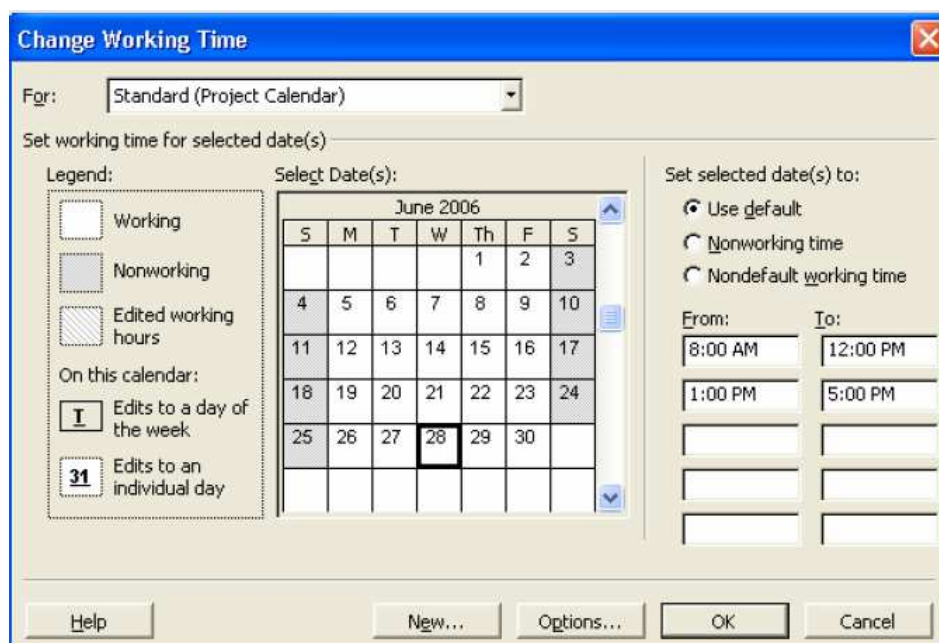 Change Working Time
For: Standard (Project Calendar)
Set working time for selected date(s)
Legend:
Working
Nonworking
Edited working
hours
On this calendar:
T Edits to a day of
the week
31 Edits to an
individual day
Select Date(s):
June 2006
S M T W Th F S
1 2 3
4 5 6 7 8 9 10
11 12 13 14 15 16 17
18 19 20 21 22 23 24
25 26 27 28 29 30
Set selected date(s) to:
Use default
Nonworking time
Nondefault working time
From: To:
8:00 AM 12:00 PM
1:00 PM 5:00 PM
Help New... Options... OK Cancel